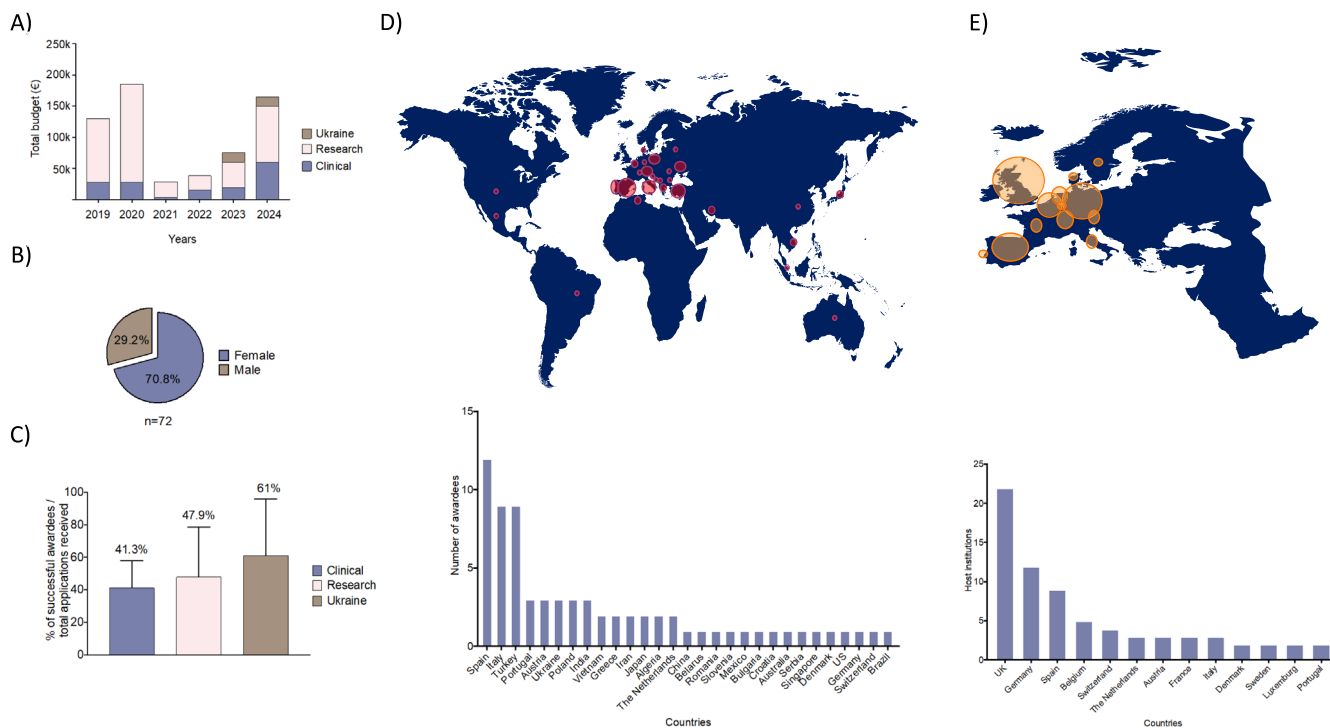 A)
250k
200k
150k
100k
50k
Total budget (€)
2019 2020 2021 2022 2023 2024
Years
Ukraine
Research
Clinical
B)
29.2%
70.8%
Female
Male
n=72
C)
100
80
60
40
20
0
% of successful awardees /
total applications received
41.3%
47.9%
61%
Clinical
Research
Ukraine
D)
15
10
5
0
Number of awardees
Spain
Italy
Turkey
Portugal
Austria
Ukraine
Poland
India
Vietnam
Greece
Iran
Japan
Algeria
The Netherlands
China
Belarus
Romania
Slovenia
Mexico
Bulgaria
Croatia
Australia
Serbia
Singapore
Denmark
US
Germany
Switzerland
Brazil
Countries
E)
25
20
15
10
5
0
Host institutions
UK
Germany
Spain
Belgium
Switzerland
The Netherlands
Austria
France
Italy
Denmark
Sweden
Luxemburg
Portugal
Countries